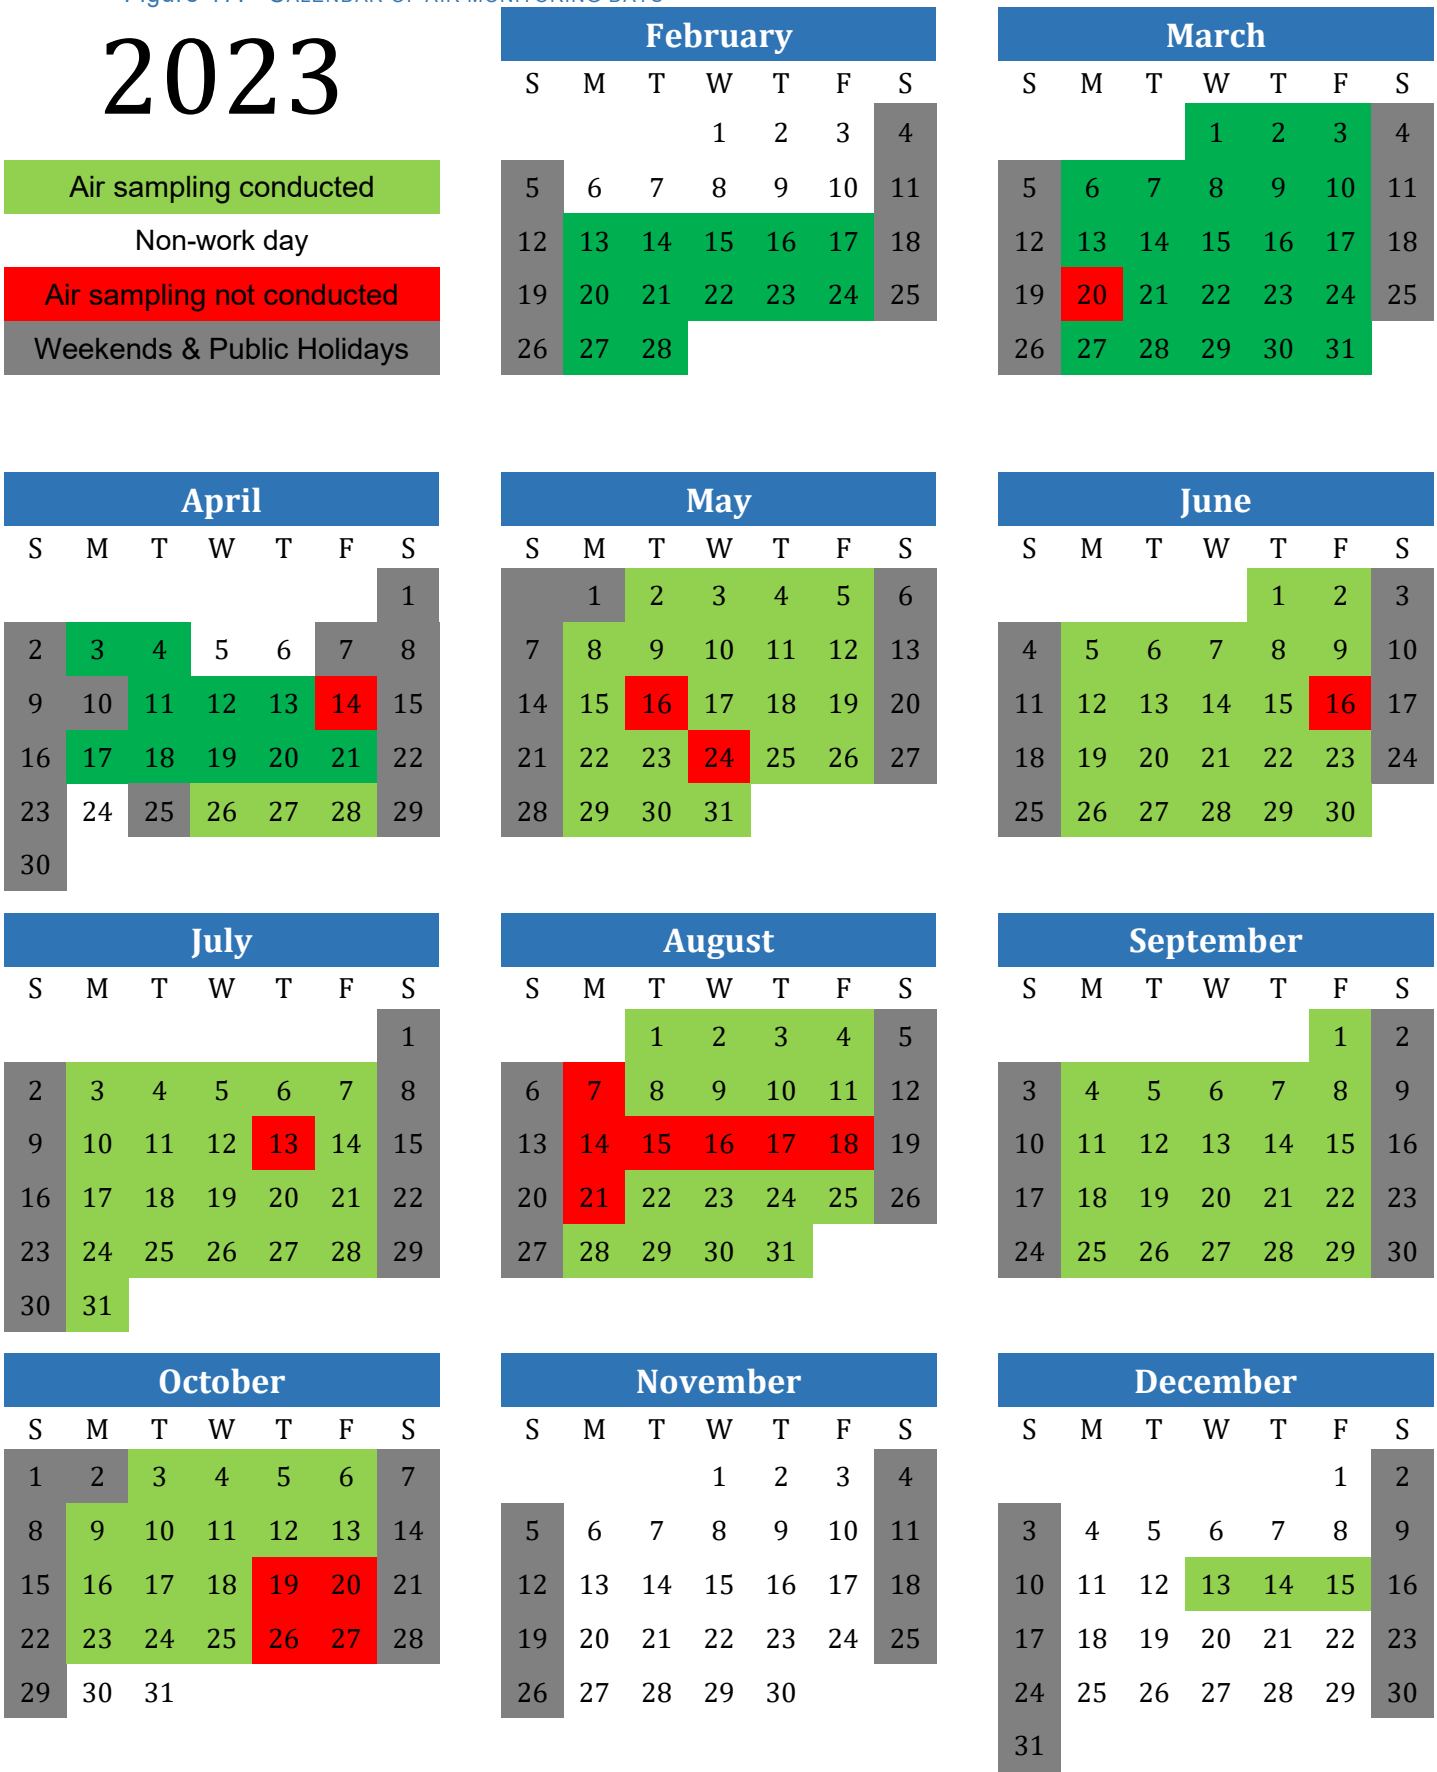 CALENDAR OF AIR MONITORING DAYS
2023
Air sampling conducted
Non-work day
Air sampling not conducted
Weekends & Public Holidays
February
S M T W T F S
1 2 3 4
5 6 7 8 9 10 11
12 13 14 15 16 17 18
19 20 21 22 23 24 25
26 27 28
March
S M T W T F S
1 2 3 4
5 6 7 8 9 10 11
12 13 14 15 16 17 18
19 20 21 22 23 24 25
26 27 28 29 30 31
April
S M T W T F S
1
2 3 4 5 6 7 8
9 10 11 12 13 14 15
16 17 18 19 20 21 22
23 24 25 26 27 28 29
30
May
S M T W T F S
1 2 3 4 5 6
7 8 9 10 11 12 13
14 15 16 17 18 19 20
21 22 23 24 25 26 27
28 29 30 31
June
S M T W T F S
1 2 3
4 5 6 7 8 9 10
11 12 13 14 15 16 17
18 19 20 21 22 23 24
25 26 27 28 29 30
July
S M T W T F S
1
2 3 4 5 6 7 8
9 10 11 12 13 14 15
16 17 18 19 20 21 22
23 24 25 26 27 28 29
30 31
August
S M T W T F S
1 2 3 4 5
6 7 8 9 10 11 12
13 14 15 16 17 18 19
20 21 22 23 24 25 26
27 28 29 30 31
September
S M T W T F S
1 2
3 4 5 6 7 8 9
10 11 12 13 14 15 16
17 18 19 20 21 22 23
24 25 26 27 28 29 30
October
S M T W T F S
1 2 3 4 5 6 7
8 9 10 11 12 13 14
15 16 17 18 19 20 21
22 23 24 25 26 27 28
29 30 31
November
S M T W T F S
1 2 3 4
5 6 7 8 9 10 11
12 13 14 15 16 17 18
19 20 21 22 23 24 25
26 27 28 29 30
December
S M T W T F S
1 2
3 4 5 6 7 8 9
10 11 12 13 14 15 16
17 18 19 20 21 22 23
24 25 26 27 28 29 30
31